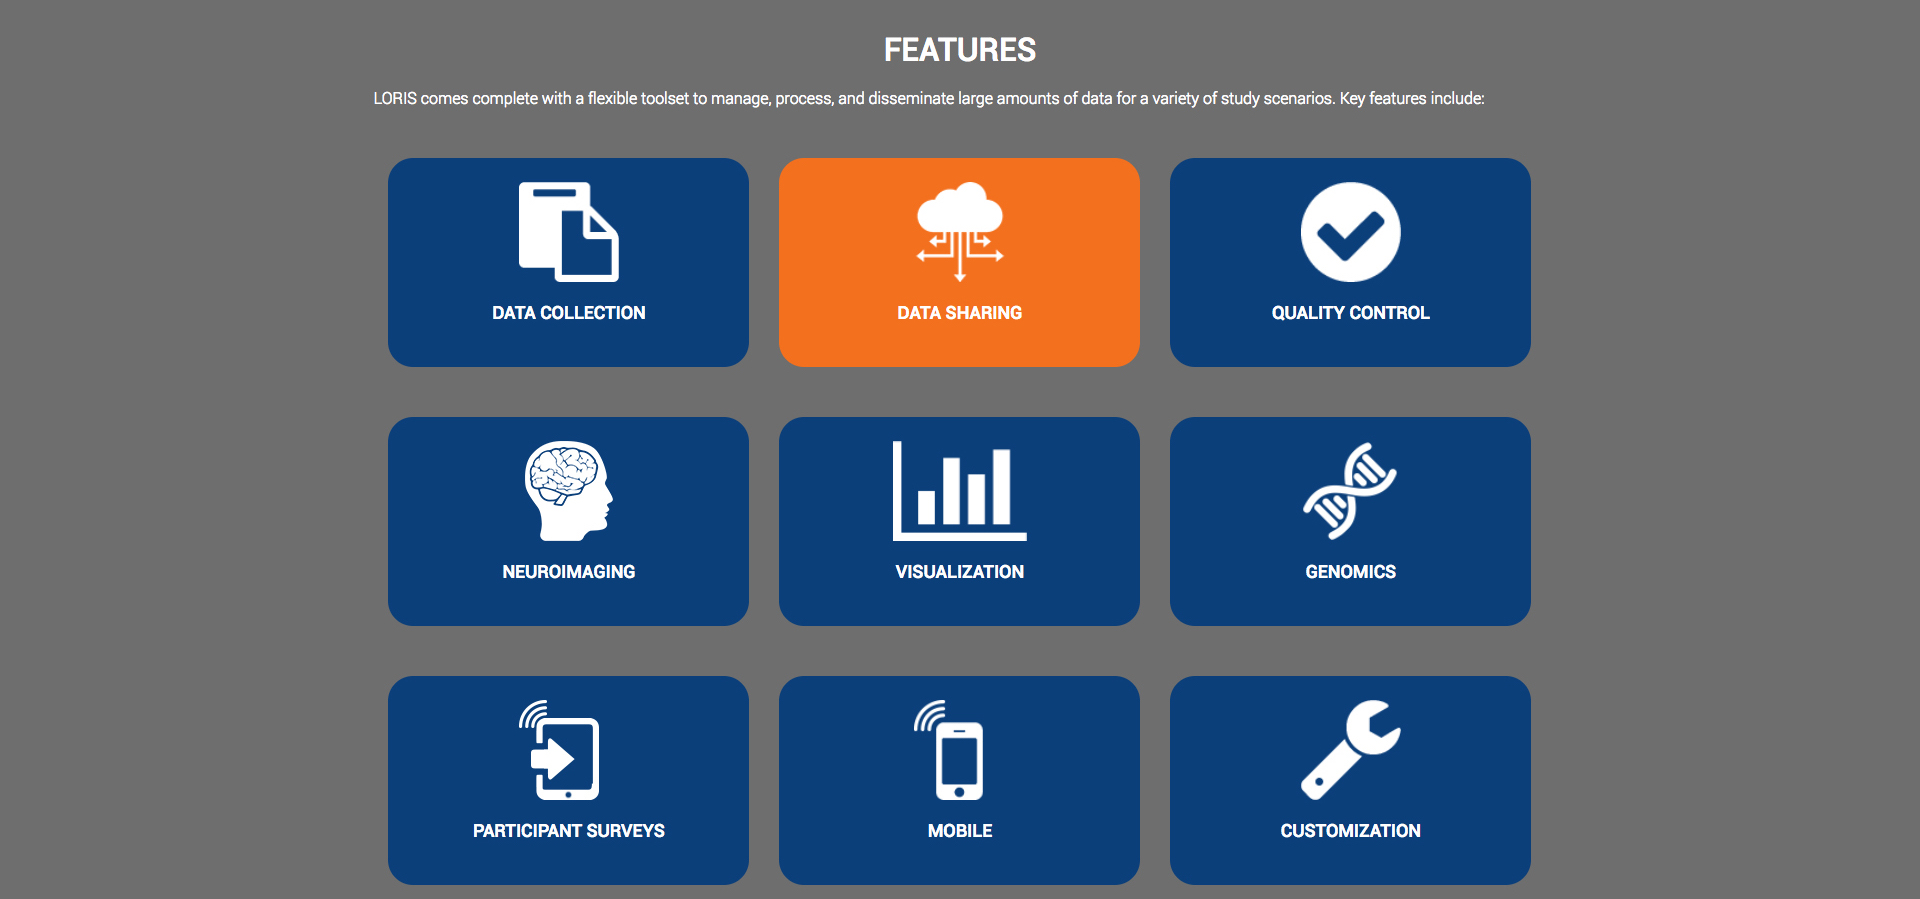 FEATURES
LORIS comes complete with a flexible toolset to manage, process, and disseminate large amounts of data for a variety of study scenarios. Key features include:
DATA COLLECTION
DATA SHARING
QUALITY CONTROL
NEUROIMAGING
VISUALIZATION
GENOMICS
PARTICIPANT SURVEYS
MOBILE
CUSTOMIZATION